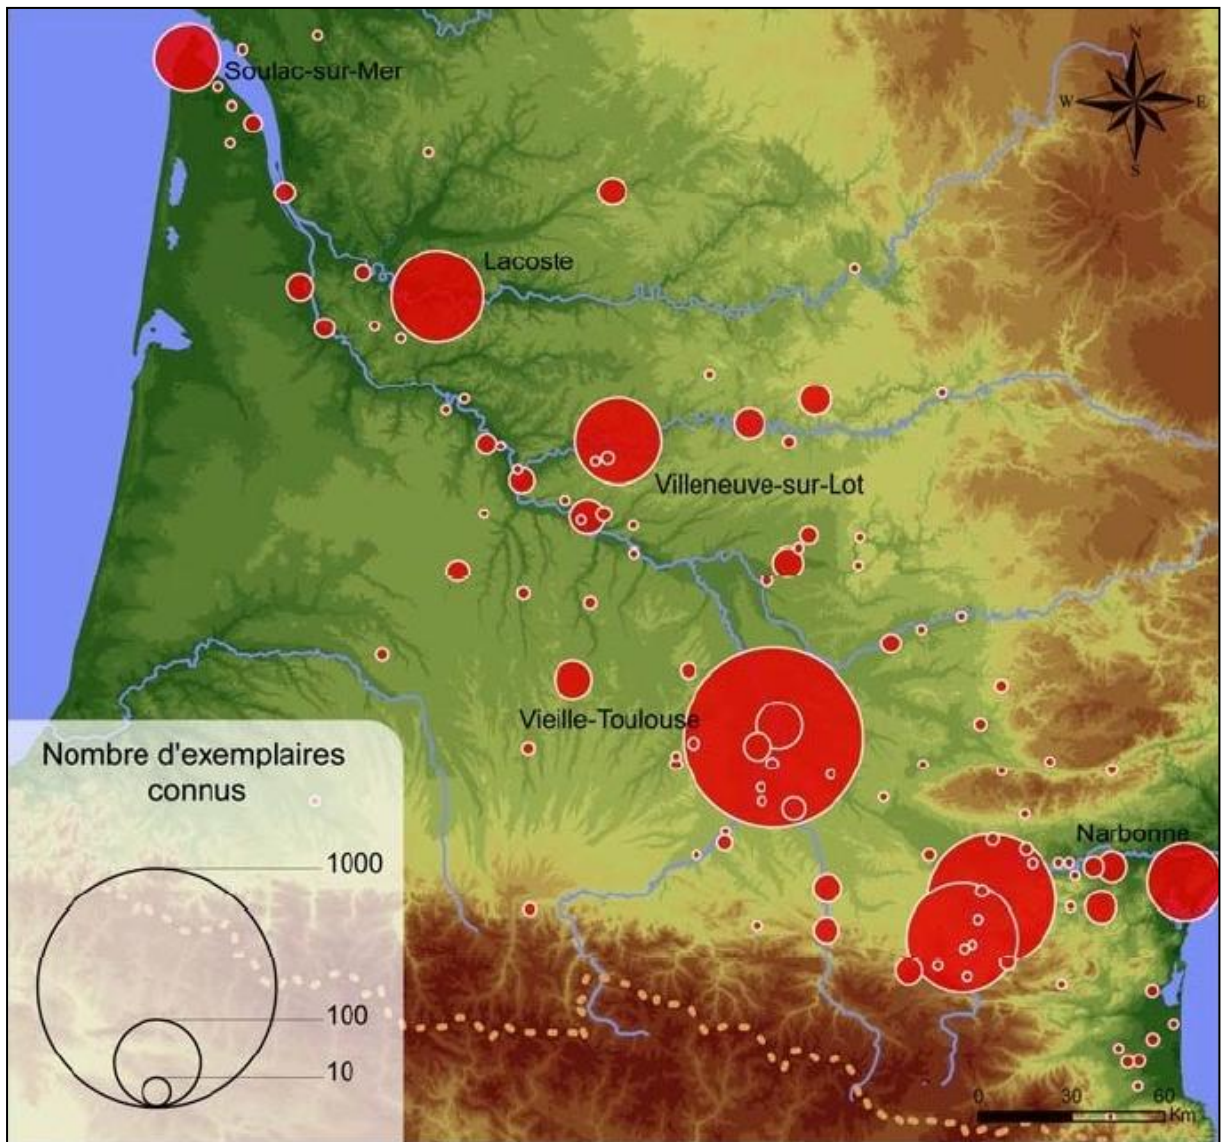 N
Soulac-sur-Mer
W
E
S
Lacoste
Villeneuve-sur-Lot
Vieille-Toulouse
Nombre d'exemplaires
connus
Narbonne
1000
100
10
0
30
60
Km